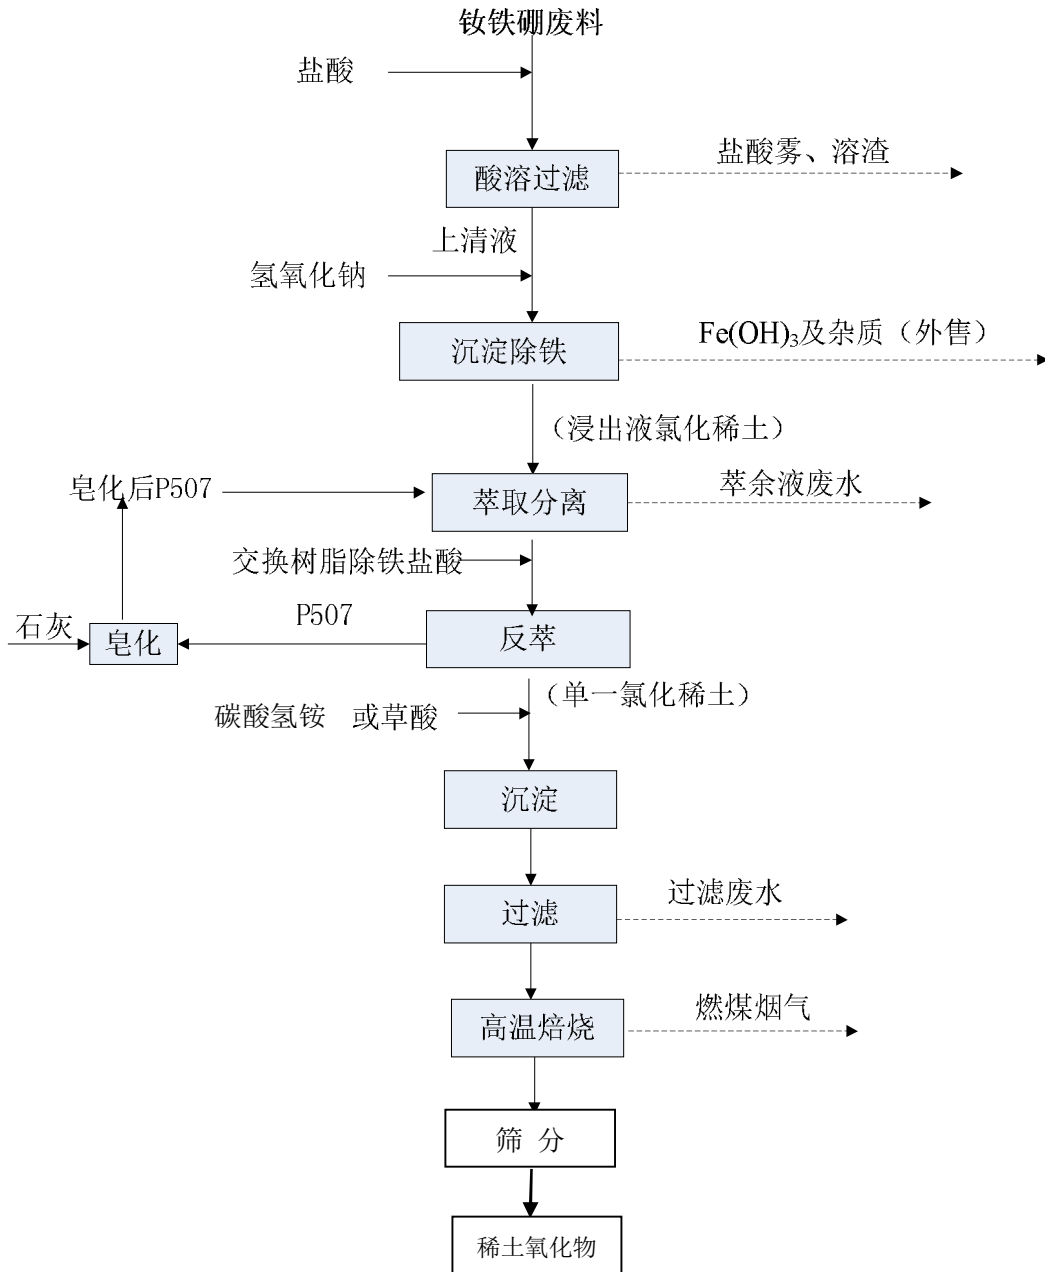 钕铁硼废料
盐酸
酸溶过滤
盐酸雾、溶渣
上清液
氢氧化钠
沉淀除铁
Fe(OH)₃及杂质（外售）
（浸出液氯化稀土）
皂化后P507
萃取分离
萃余液废水
交换树脂除铁盐酸
石灰
皂化
P507
反萃
（单一氯化稀土）
碳酸氢铵 或草酸
沉淀
过滤
过滤废水
高温焙烧
燃煤烟气
筛 分
稀土氧化物